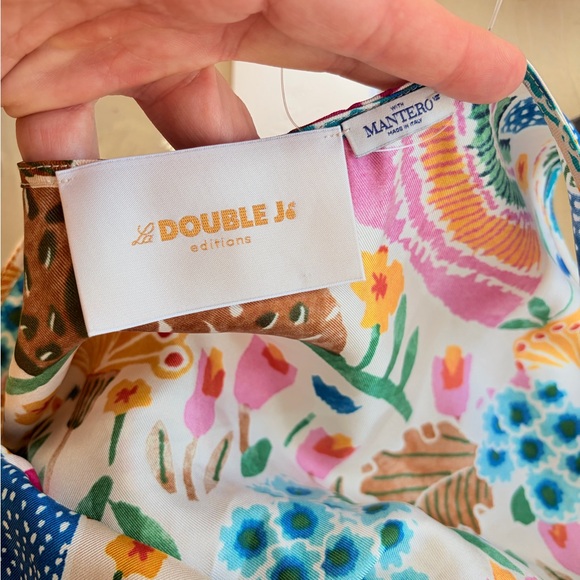 La DOUBLE J
editions
WITH
MANTERO
MADE IN ITALY